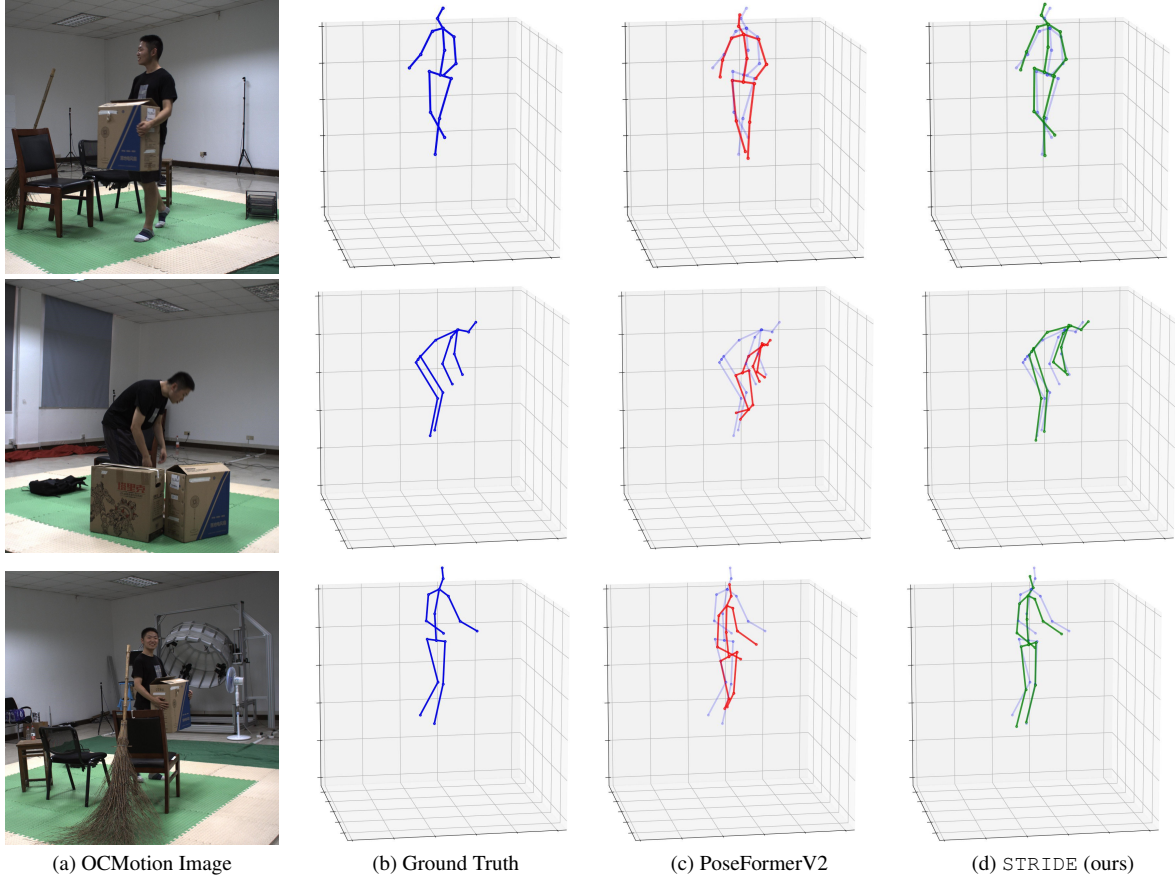 (a) OCMotion Image
(b) Ground Truth
(c) PoseFormerV2
(d) STRIDE (ours)